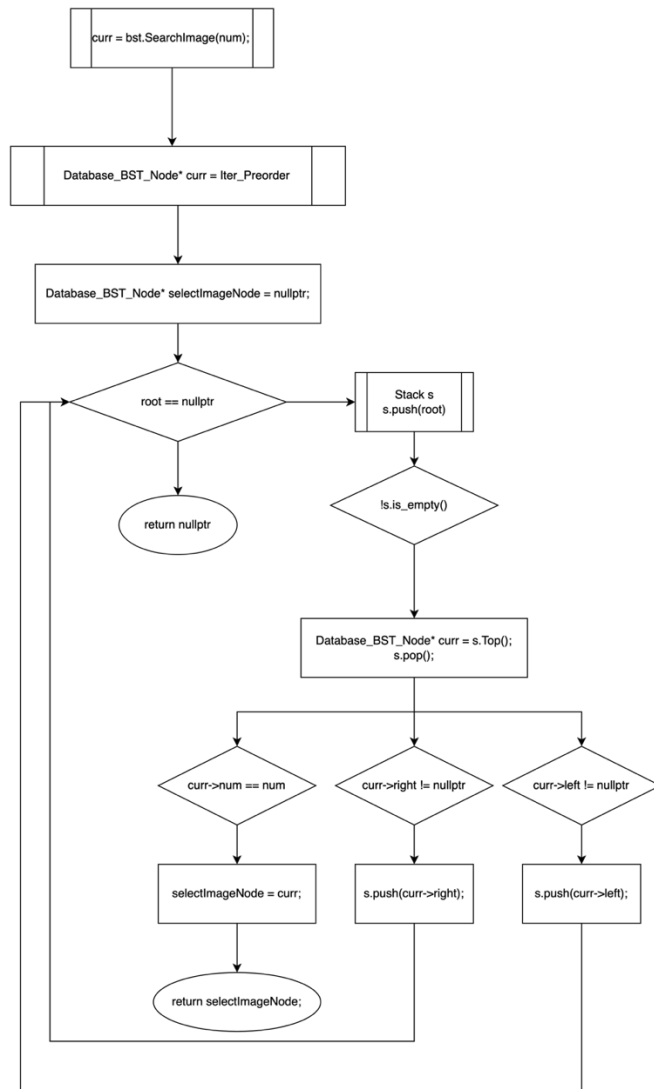 curr = bst.SearchImage(num);
Database_BST_Node* curr = Iter_Preorder
Database_BST_Node* selectImageNode = nullptr;
root == nullptr
Stack s
s.push(root)
return nullptr
!s.is_empty()
Database_BST_Node* curr = s.Top();
s.pop();
curr->num == num
curr->right != nullptr
curr->left != nullptr
selectImageNode = curr;
s.push(curr->right);
s.push(curr->left);
return selectImageNode;